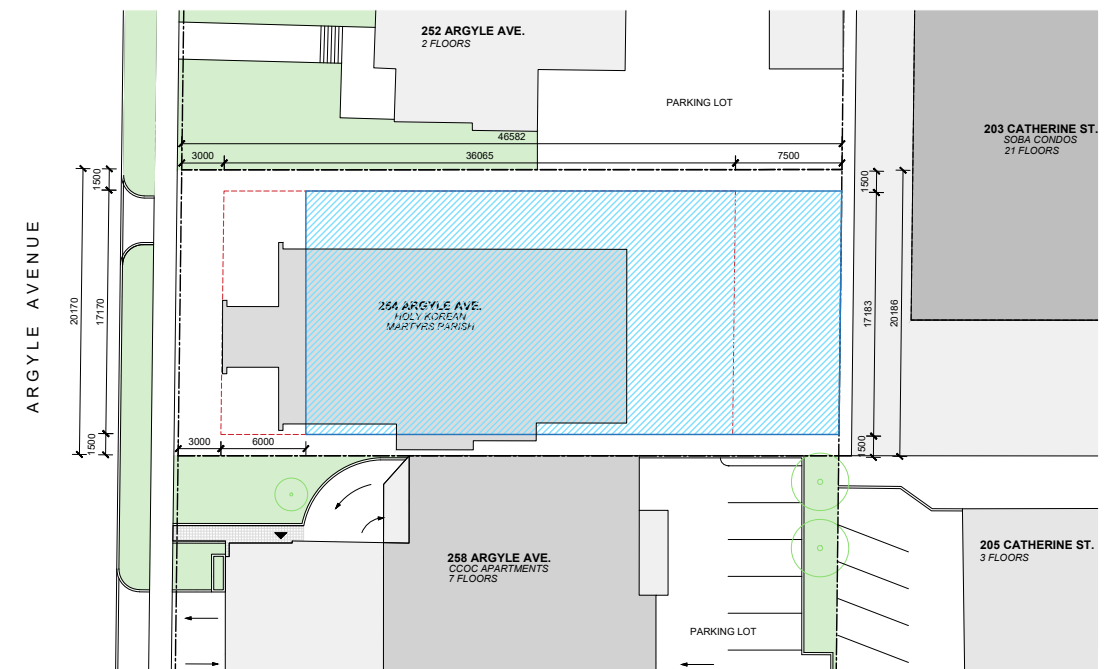 252 ARGYLE AVE.
2 FLOORS
PARKING LOT
203 CATHERINE ST.
SOBA CONDOS
21 FLOORS
46582
3000
36065
7500
1500
1500
ARGYLE AVENUE
20170
17170
264 ARGYLE AVE.
HOLY KOREAN
MARTYRS PARISH
17183
20186
3000
6000
1500
1500
258 ARGYLE AVE.
CCOC APARTMENTS
7 FLOORS
205 CATHERINE ST.
3 FLOORS
PARKING LOT